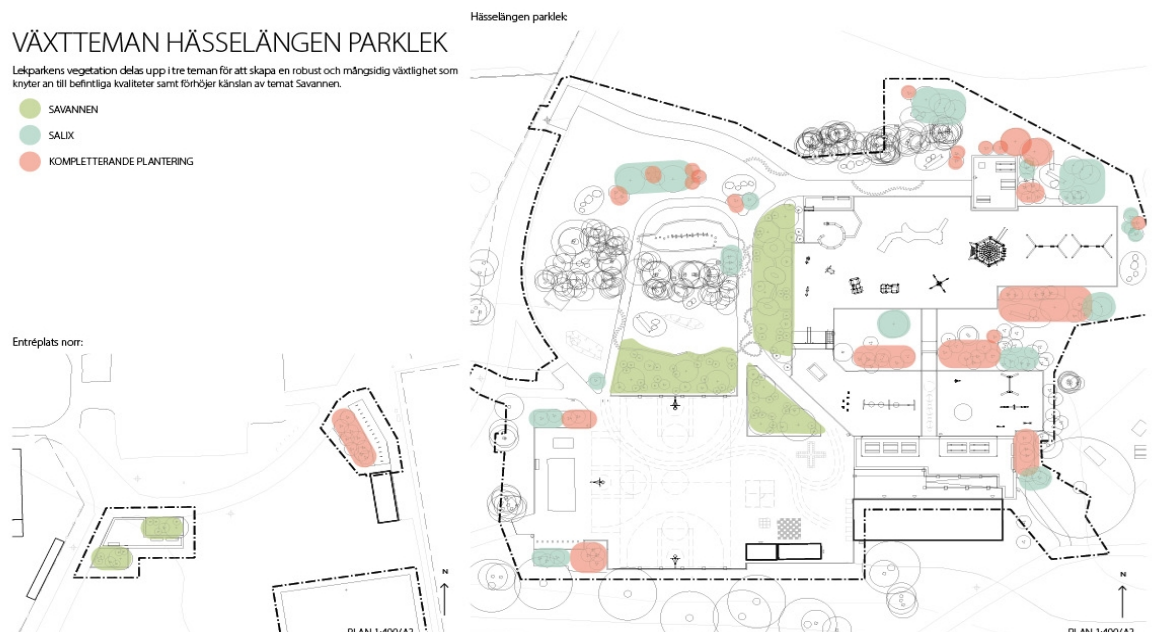 Hässelängen parklek:
VÄXTTEMAN HÄSSELÄNGEN PARKLEK
Lekparkens vegetation delas upp i tre teman för att skapa en robust och mångsidig växtlighet som
knyter an till befintliga kvaliteter samt förhöjer känslan av temat Savannen.
SAVANNEN
SALIX
KOMPLETTERANDE PLANTERING
Entréplats norr:
N
PLAN 1:400/A3
N
PLAN 1:400/A3